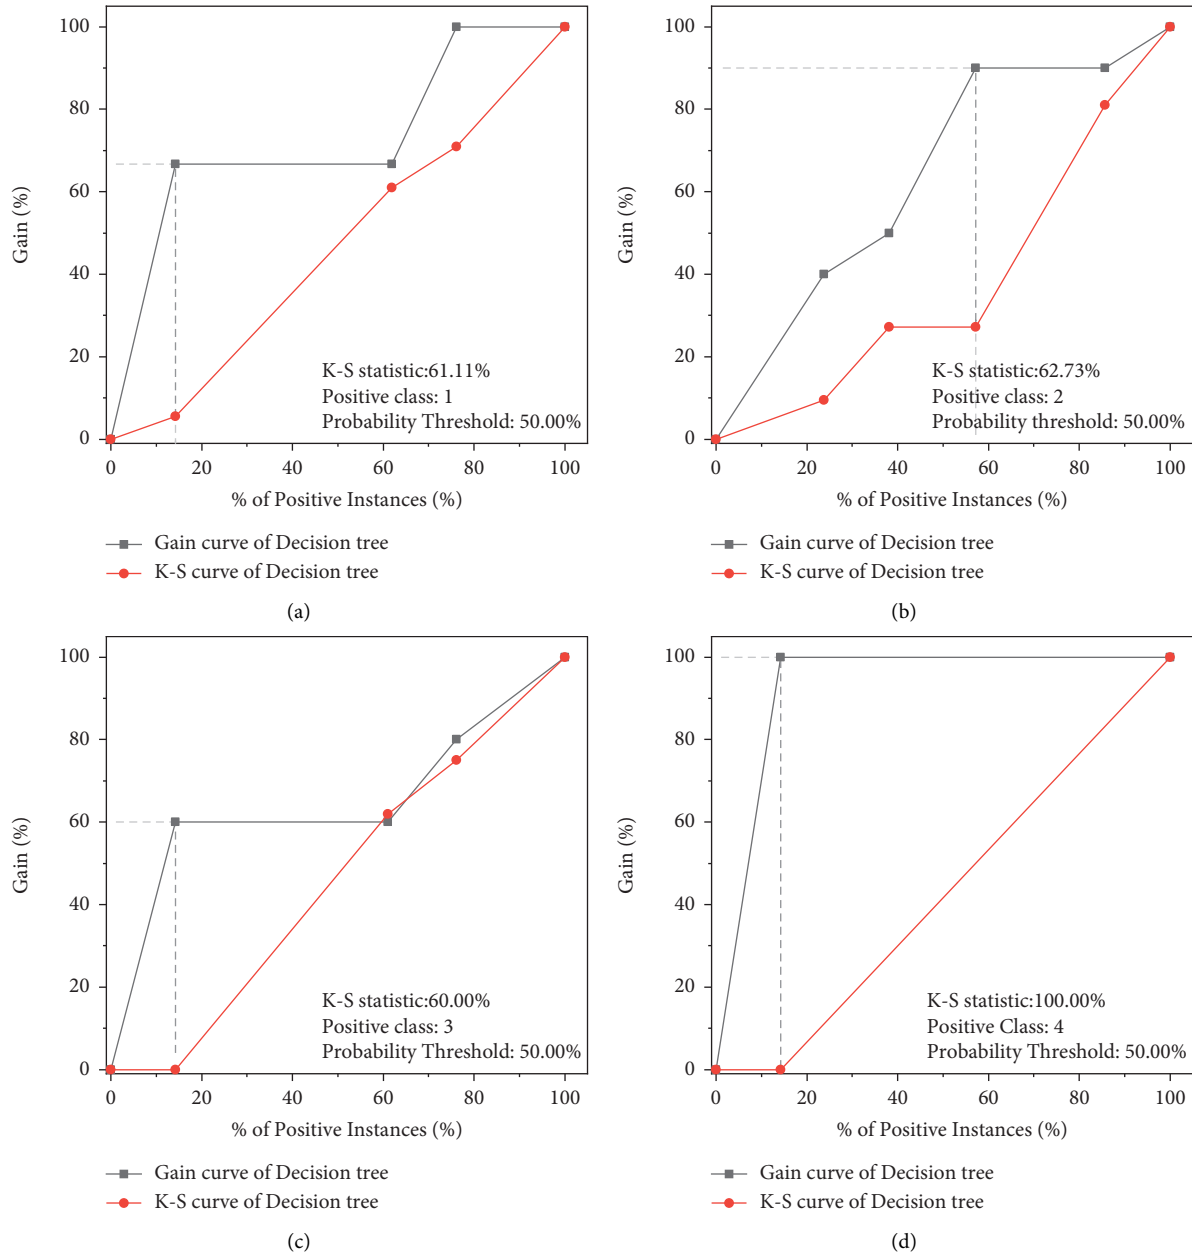 100
80
60
40
20
0
Gain (%)
K-S statistic:61.11%
Positive class: 1
Probability Threshold: 50.00%
0 20 40 60 80 100
% of Positive Instances (%)
Gain curve of Decision tree
K-S curve of Decision tree
(a)
100
80
60
40
20
0
Gain (%)
K-S statistic:62.73%
Positive class: 2
Probability threshold: 50.00%
0 20 40 60 80 100
% of Positive Instances (%)
Gain curve of Decision tree
K-S curve of Decision tree
(b)
100
80
60
40
20
0
Gain (%)
K-S statistic:60.00%
Positive class: 3
Probability Threshold: 50.00%
0 20 40 60 80 100
% of Positive Instances (%)
Gain curve of Decision tree
K-S curve of Decision tree
(c)
100
80
60
40
20
0
Gain (%)
K-S statistic:100.00%
Positive Class: 4
Probability Threshold: 50.00%
0 20 40 60 80 100
% of Positive Instances (%)
Gain curve of Decision tree
K-S curve of Decision tree
(d)